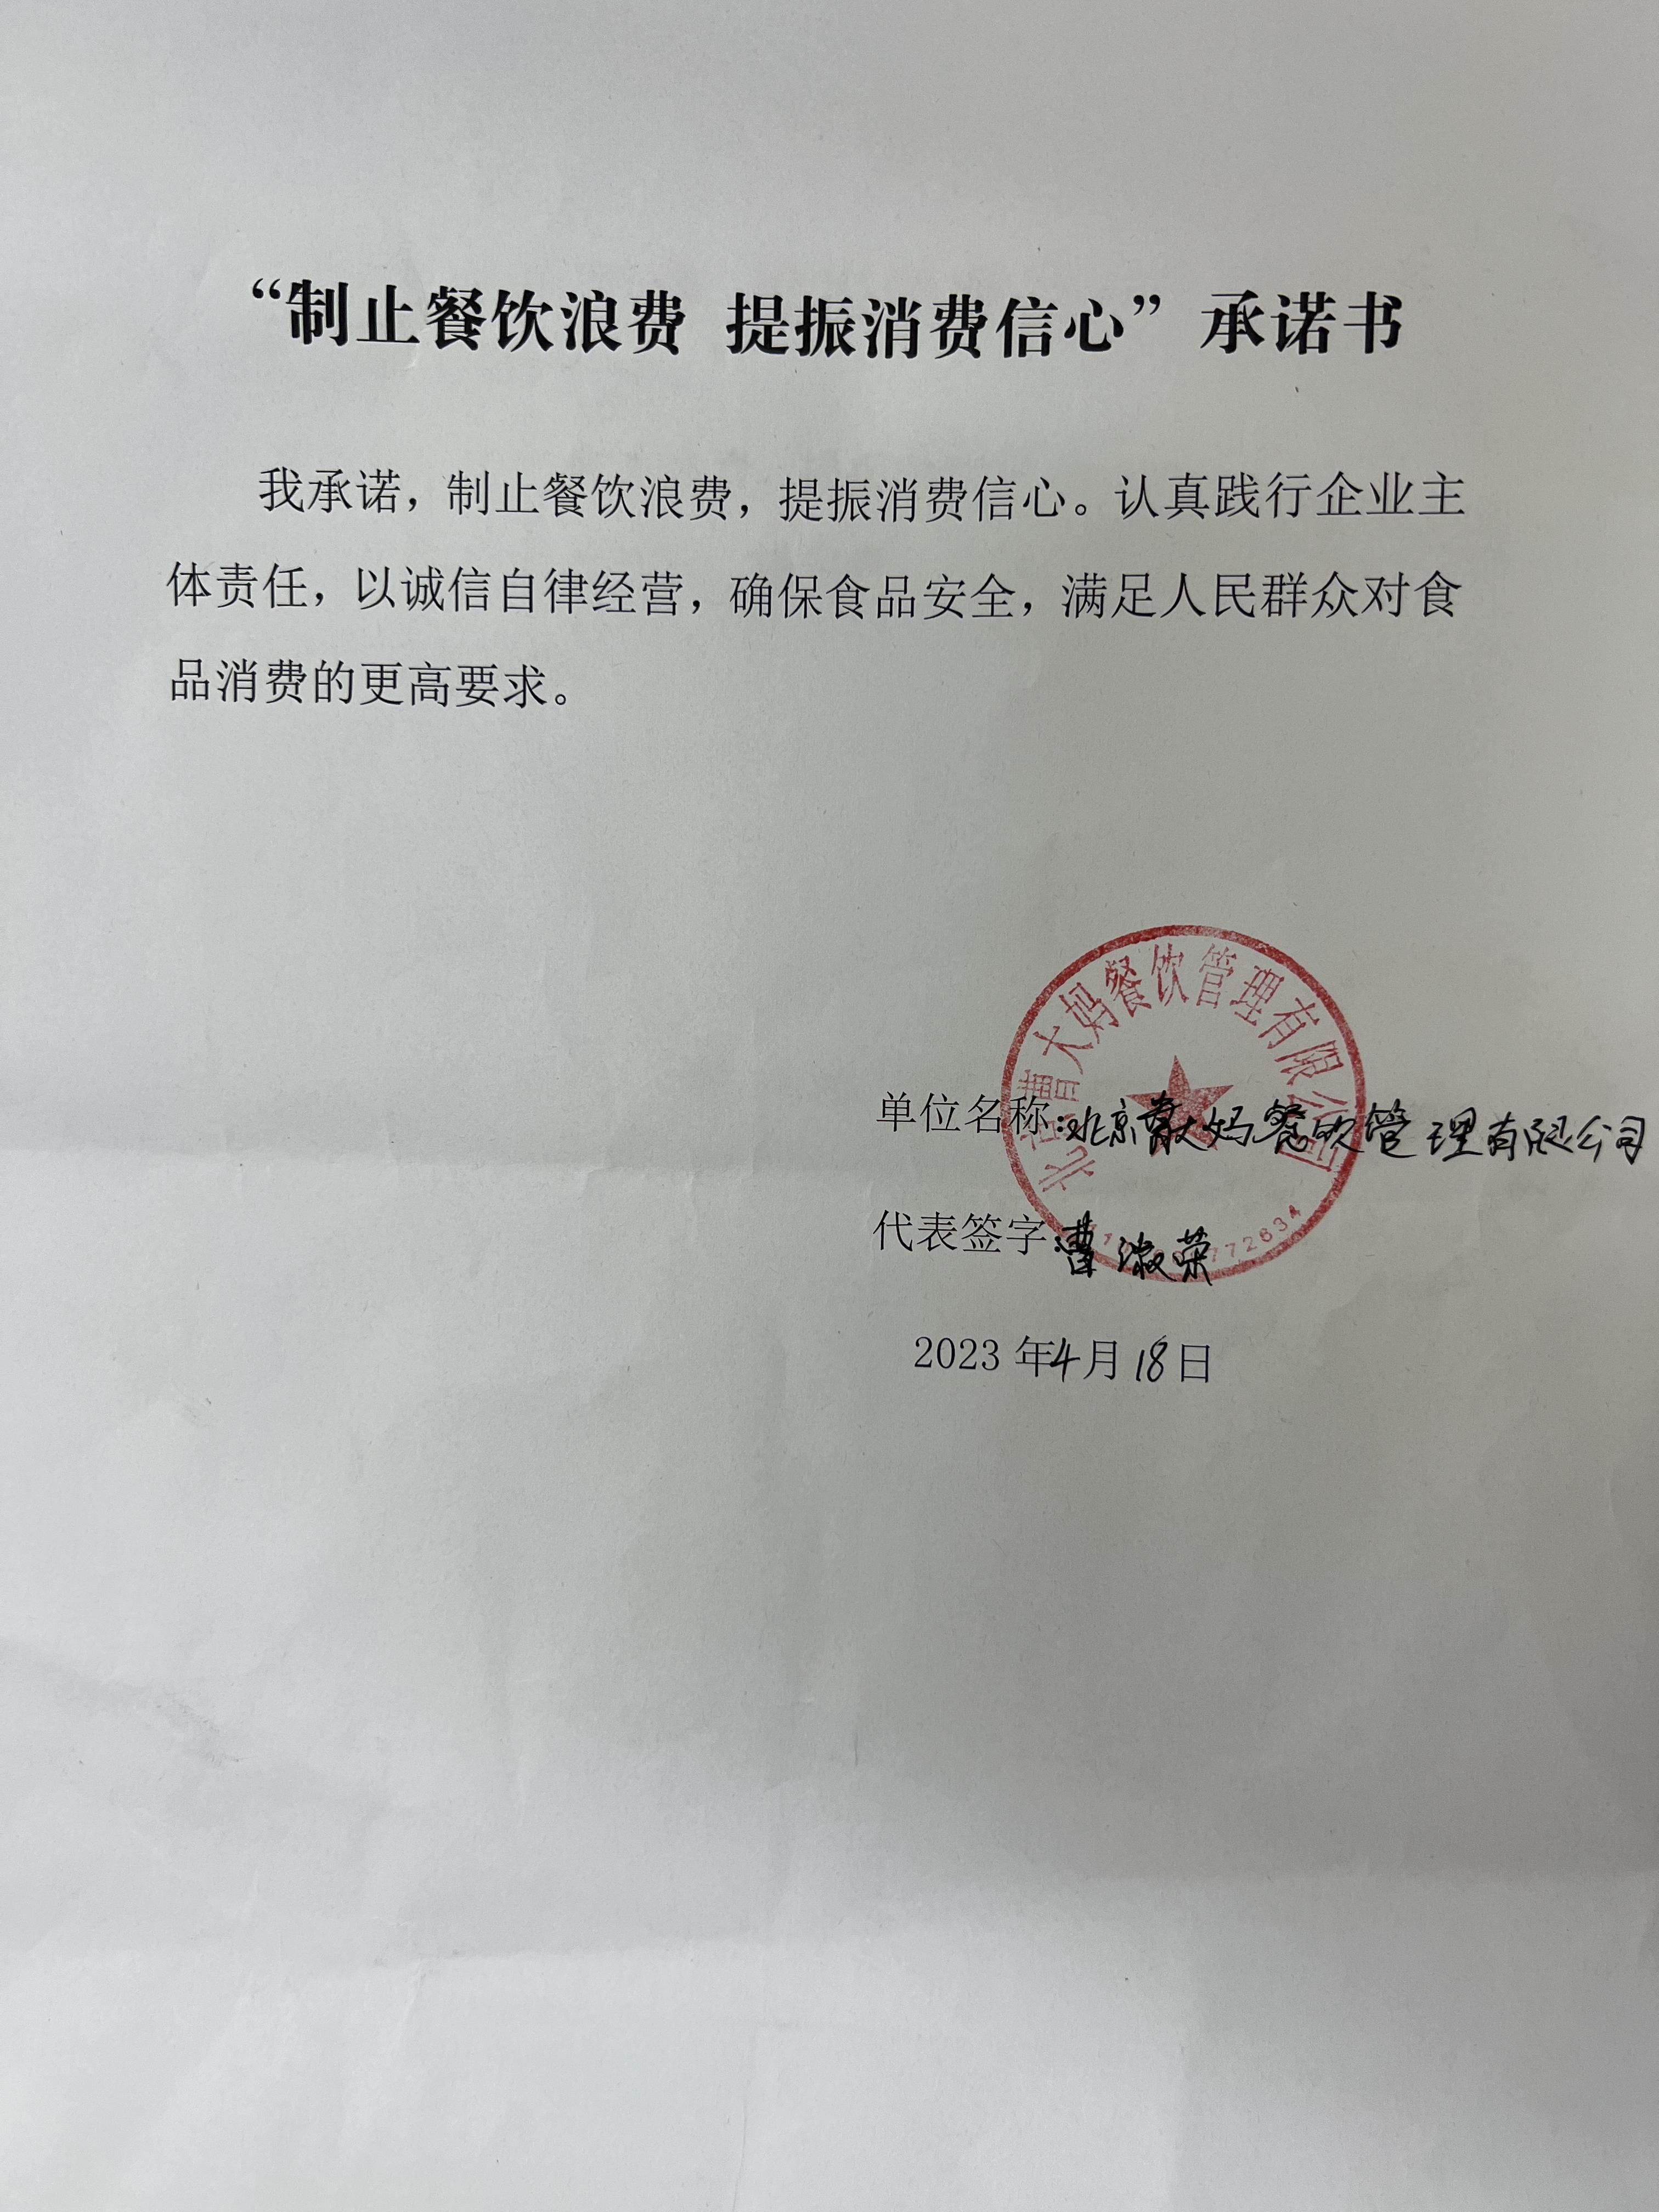 “制止餐饮浪费 提振消费信心”承诺书
我承诺，制止餐饮浪费，提振消费信心。认真践行企业主
体责任，以诚信自律经营，确保食品安全，满足人民群众对食
品消费的更高要求。
北京曹大妈餐饮管理有限公司
单位名称：北京曹大妈餐饮管理有限公司
代表签字：曹淑荣
772634
2023年4月18日